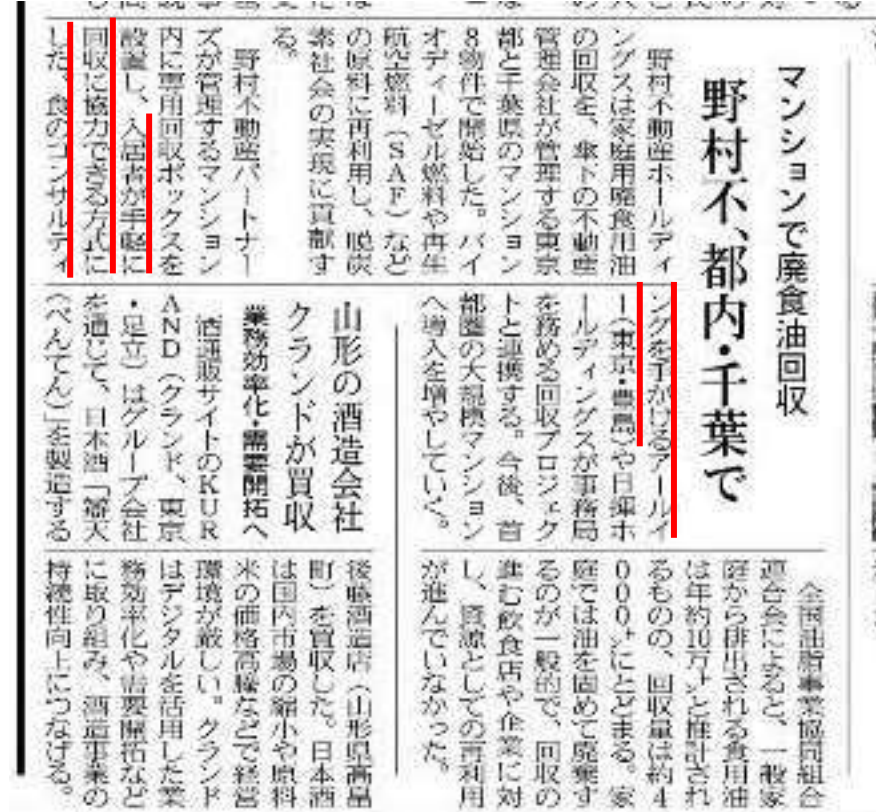 マンションで廃食油回収
野村不、都内・千葉で
野村不動産ホールディ
ングスは家庭用廃食用油
の回収を、傘下の不動産
管理会社が管理する東京
都と千葉県のマンション
8物件で開始した。バイ
オディーゼル燃料や再生
航空燃料（SAF）など
の原料に再利用し、脱炭
素社会の実現に貢献す
る。
野村不動産パートナー
ズが管理するマンション
内に専用回収ボックスを
設置し、入居者が手軽に
回収に協力できる方式に
した。食のコンサルティ
ングを手がけるアールイ
ー（東京・豊島）や日揮ホ
ールディングスが事務局
を務める回収プロジェク
トと連携する。今後、首
都圏の大規模マンション
へ導入を増やしていく。
全国油脂事業協同組合
連合会によると、一般家
庭から排出される食用油
は年約10万㌧と推計され
るものの、回収量は約4
000㌧にとどまる。家
庭では油を固めて廃棄す
るのが一般的で、回収の
進む飲食店や企業に対
し、資源としての再利用
が進んでいなかった。
山形の酒造会社
クランドが買収
業務効率化・需要開拓へ
酒通販サイトのKUR
AND（クランド、東京
・足立）はグループ会社
を通じて、日本酒「辯天
（べんてん）」を製造する
後藤酒造店（山形県高畠
町）を買収した。日本酒
は国内市場の縮小や原料
米の価格高騰などで経営
環境が厳しい。クランド
はデジタルを活用した業
務効率化や需要開拓など
に取り組み、酒造事業の
持続性向上につなげる。